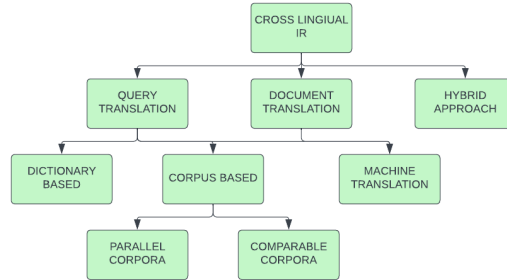 CROSS LINGIUAL
IR
QUERY
TRANSLATION
DOCUMENT
TRANSLATION
HYBRID
APPROACH
DICTIONARY
BASED
CORPUS BASED
MACHINE
TRANSLATION
PARALLEL
CORPORA
COMPARABLE
CORPORA